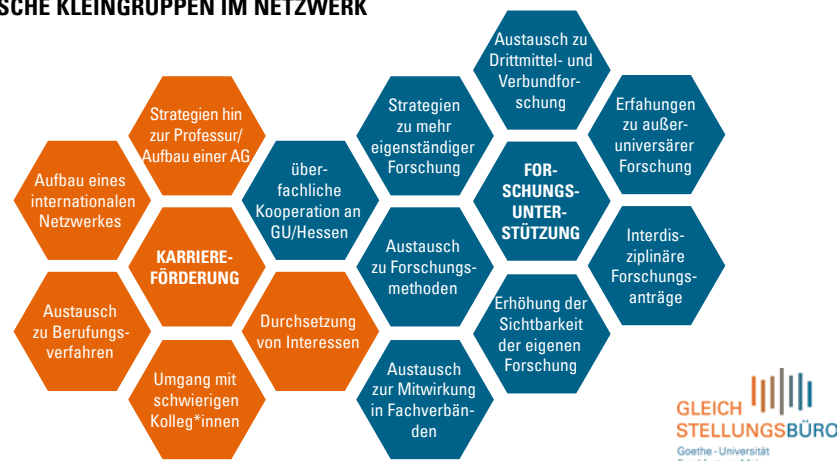 SCHE KLEINGRUPPEN IM NETZWERK
Strategien hin
zur Professur/
Aufbau einer AG
Aufbau eines
internationalen
Netzwerkes
KARRIERE-
FÖRDERUNG
Austausch
zu Berufungs-
verfahren
Umgang mit
schwierigen
Kolleg*innen
Durchsetzung
von Interessen
über-
fachliche
Kooperation an
GU/Hessen
Strategien
zu mehr
eigenständiger
Forschung
Austausch
zu Forschungs-
methoden
Austausch
zur Mitwirkung
in Fachverbän-
den
Austausch zu
Drittmittel- und
Verbundfor-
schung
FOR-
SCHUNGS-
UNTER-
STÜTZUNG
Erhöhung der
Sichtbarkeit
der eigenen
Forschung
Erfahungen
zu außer-
universärer
Forschung
Interdis-
ziplinäre
Forschungs-
anträge
GLEICH
STELLUNGSBÜRO
Goethe - Universität